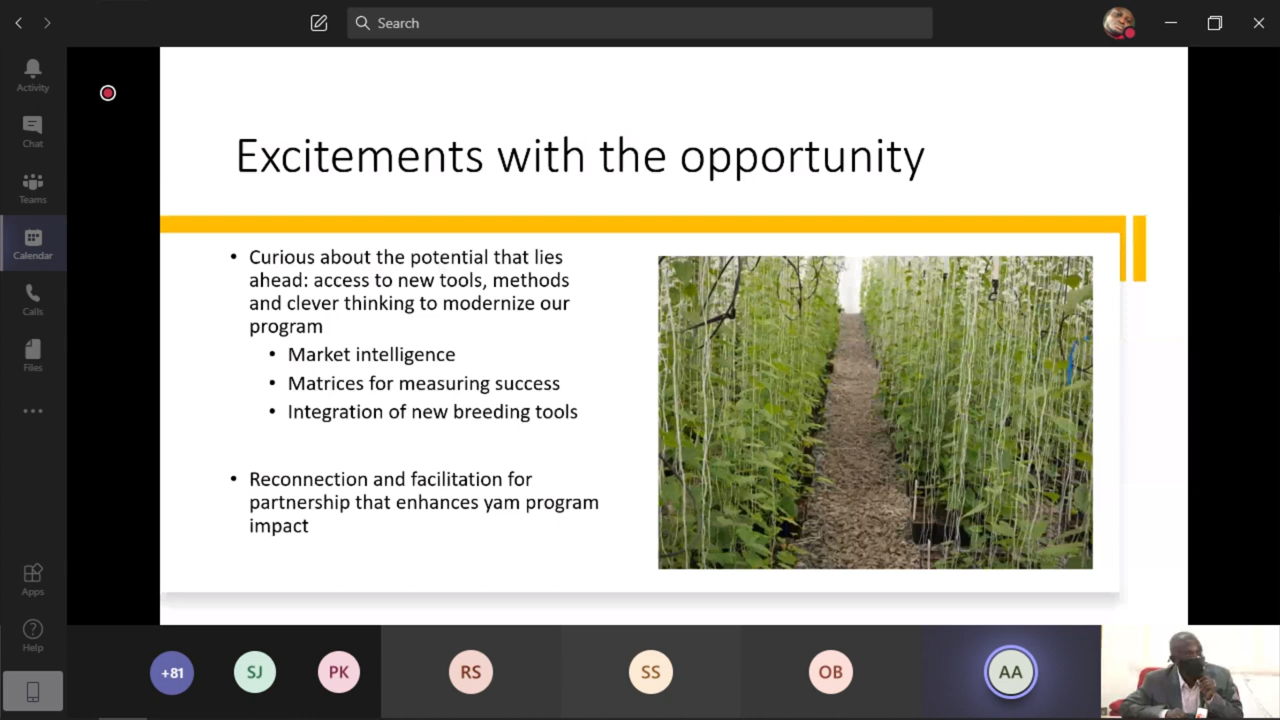 Search
Activity
Chat
Teams
Calendar
Calls
Files
Apps
Help
Excitements with the opportunity
• Curious about the potential that lies
ahead: access to new tools, methods
and clever thinking to modernize our
program
• Market intelligence
• Matrices for measuring success
• Integration of new breeding tools
• Reconnection and facilitation for
partnership that enhances yam program
impact
+81
SJ
PK
RS
SS
OB
AA